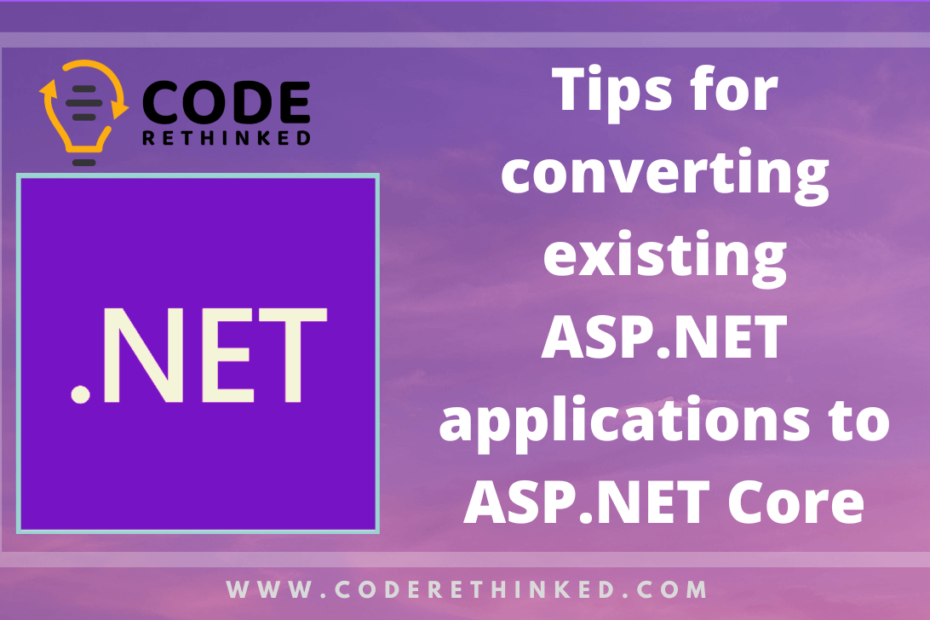 CODE
RETHINKED
.NET
Tips for
converting
existing
ASP.NET
applications to
ASP.NET Core
WWW.CODERETHINKED.COM